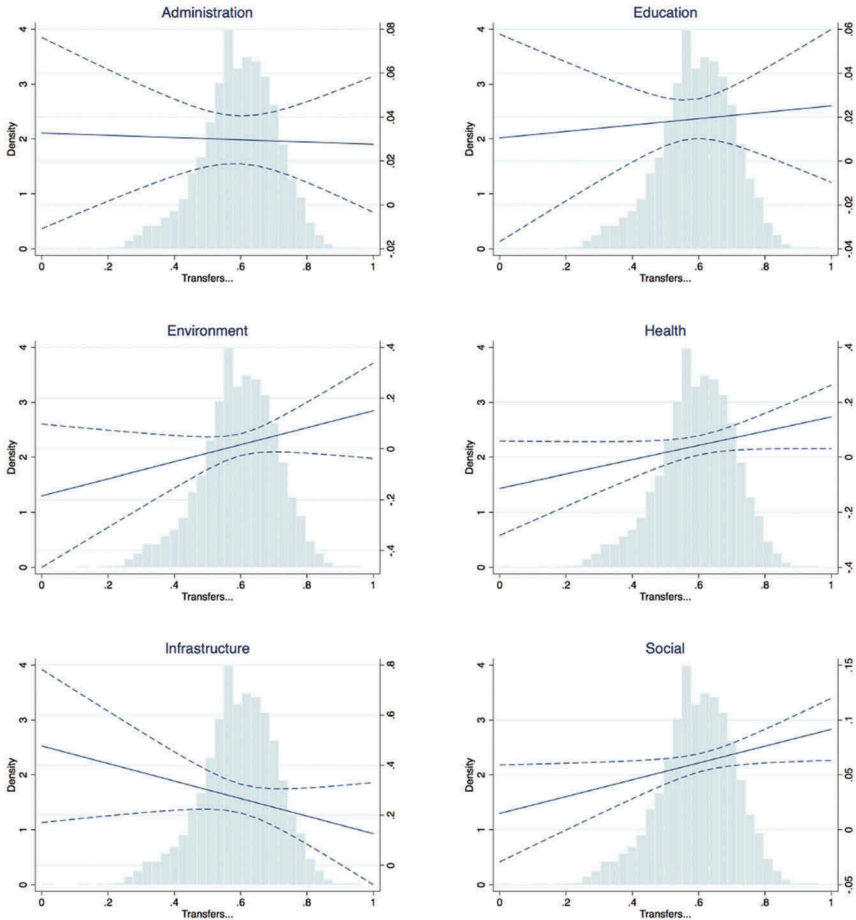 Administration
4
3
2
1
0
Density
.08
.06
.04
.02
0
-.02
0 .2 .4 .6 .8 1
Transfers...
Education
4
3
2
1
0
Density
.06
.04
.02
0
-.02
-.04
0 .2 .4 .6 .8 1
Transfers...
Environment
4
3
2
1
0
Density
.4
.2
0
-.2
-.4
0 .2 .4 .6 .8 1
Transfers...
Health
4
3
2
1
0
Density
.4
.2
0
-.2
-.4
0 .2 .4 .6 .8 1
Transfers...
Infrastructure
4
3
2
1
0
Density
.8
.6
.4
.2
0
0 .2 .4 .6 .8 1
Transfers...
Social
4
3
2
1
0
Density
.15
.1
.05
0
-.05
0 .2 .4 .6 .8 1
Transfers...